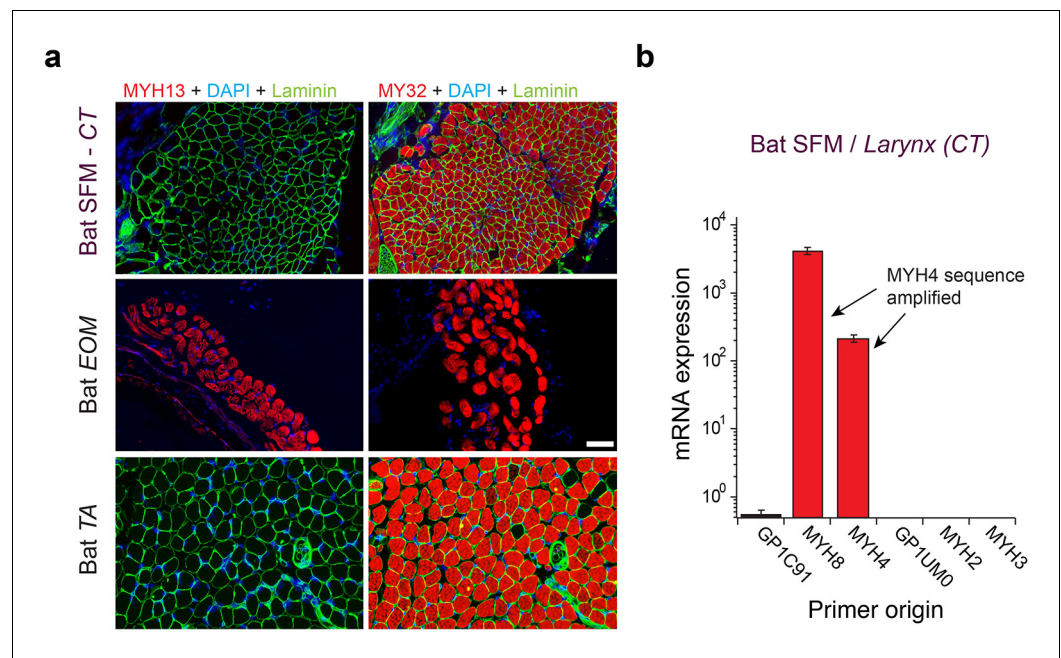 a
MYH13 + DAPI + Laminin
MY32 + DAPI + Laminin
Bat SFM - CT
Bat EOM
Bat TA
b
Bat SFM / Larynx (CT)
mRNA expression
10⁴
10³
10²
10¹
10⁰
MYH4 sequence
amplified
GP1C91
MYH8
MYH4
GP1UM0
MYH2
MYH3
Primer origin